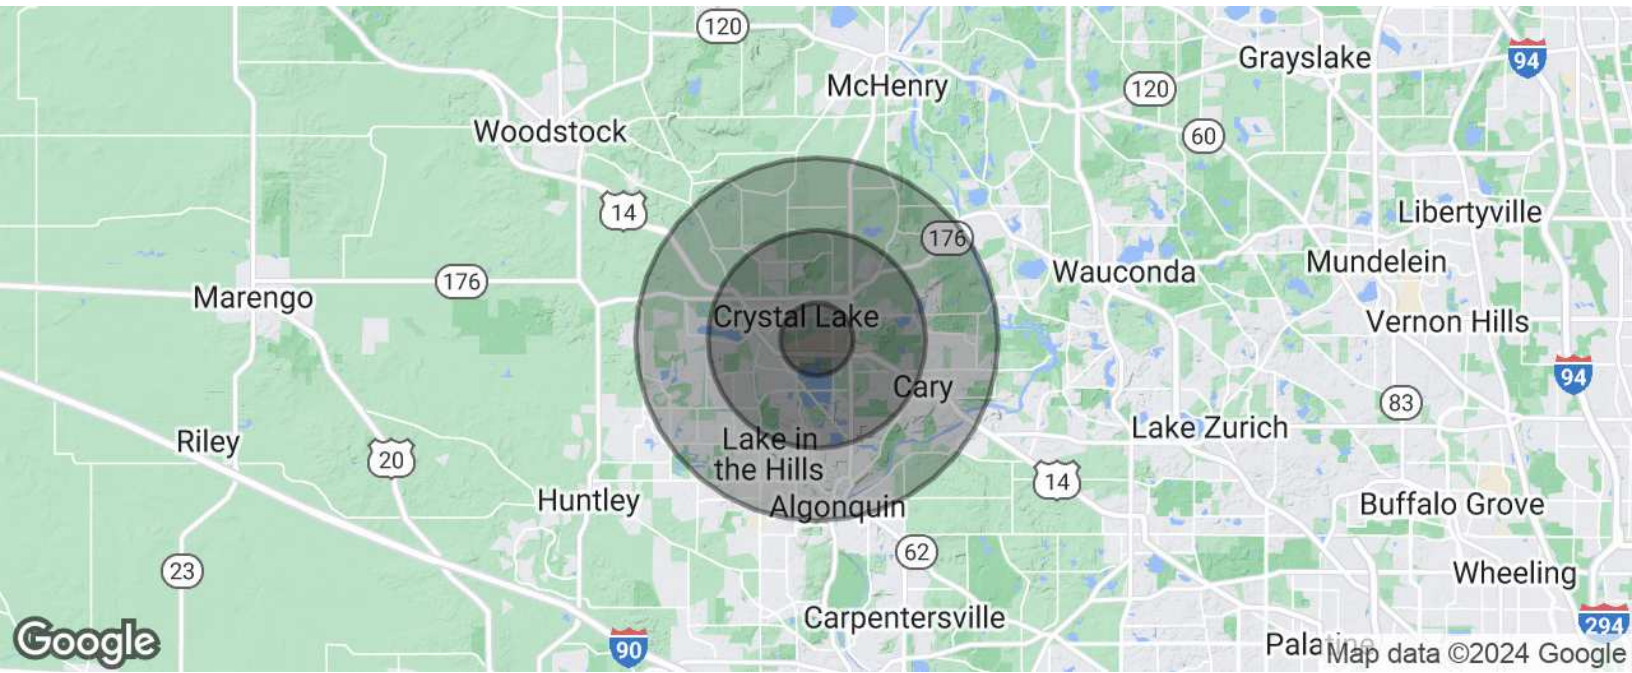 120
94
Grayslake
McHenry
120
Woodstock
60
14
Libertyville
176
Mundelein
Wauconda
176
Marengo
Crystal Lake
Vernon Hills
94
Cary
83
Lake Zurich
Lake in
the Hills
Riley
20
14
Huntley
Algonquin
Buffalo Grove
62
23
Wheeling
Carpentersville
294
Google
90
Palatine
Map data ©2024 Google